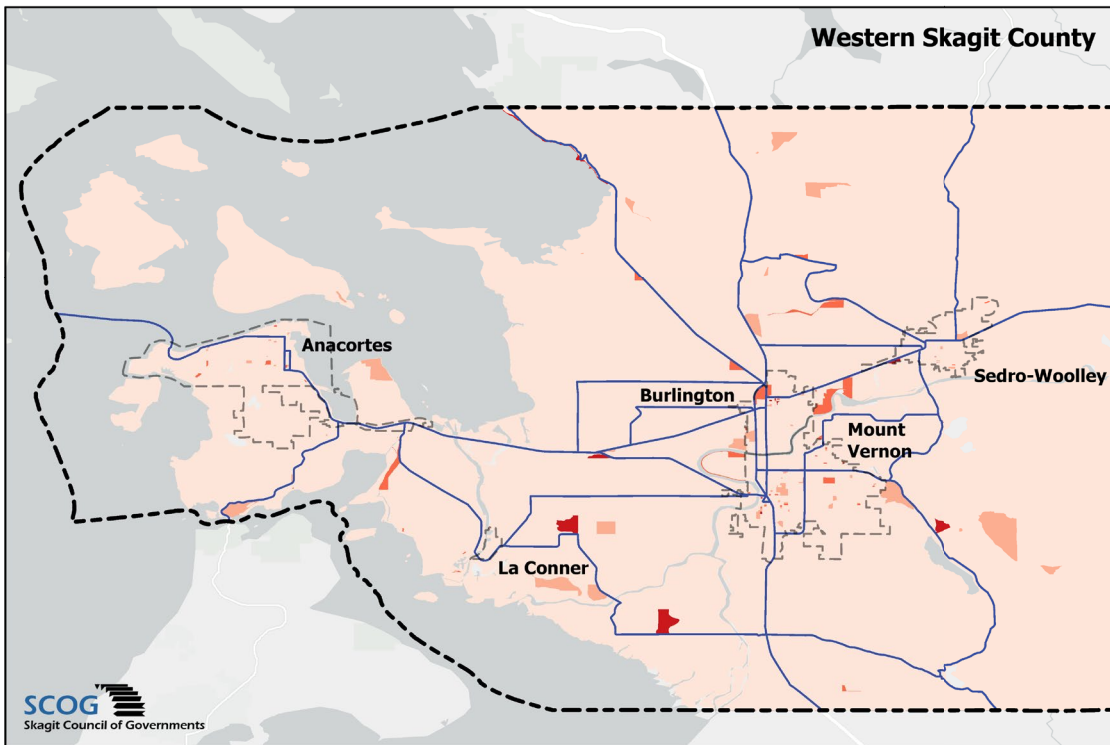 Western Skagit County
Anacortes
Burlington
Sedro-Woolley
Mount
Vernon
La Conner
SCOG
Skagit Council of Governments